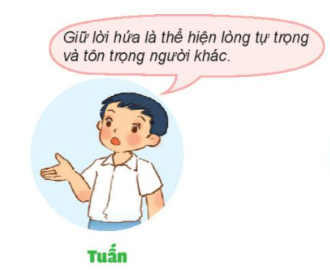 Giữ lời hứa là thể hiện lòng tự trọng
và tôn trọng người khác.
Tuấn